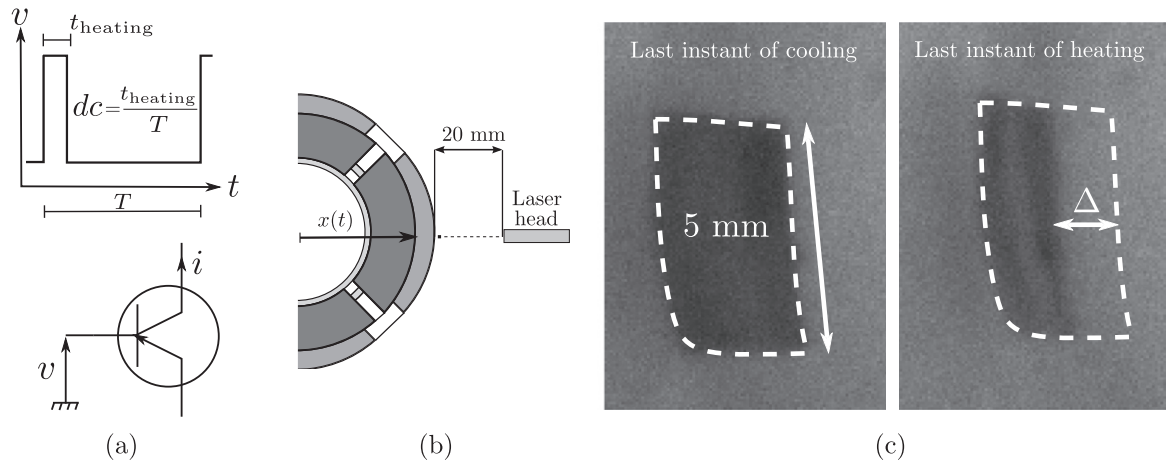 v
t_heating
dc = t_heating / T
t
T
i
v
(a)
20 mm
x(t)
Laser
head
(b)
Last instant of cooling
5 mm
Last instant of heating
Δ
(c)